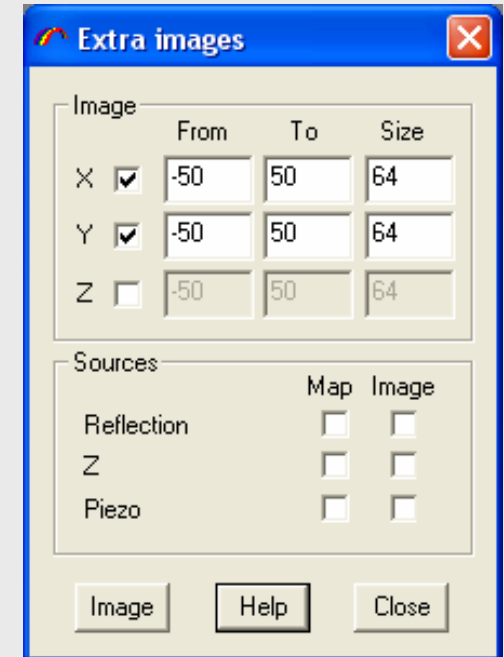 Extra images
Image
From To Size
X -50 50 64
Y -50 50 64
Z -50 50 64
Sources
Map Image
Reflection
Z
Piezo
Image Help Close